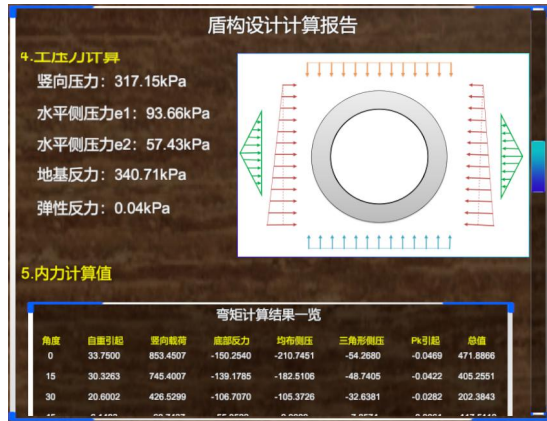 盾构设计计算报告
4.土压力计算
竖向压力：317.15kPa
水平侧压力e1：93.66kPa
水平侧压力e2：57.43kPa
地基反力：340.71kPa
弹性反力：0.04kPa
5.内力计算值
弯矩计算结果一览
角度 自重引起 竖向载荷 底部反力 均布侧压 三角形侧压 Pk引起 总值
0 33.7500 853.4507 -150.2540 -210.7451 -54.2680 -0.0469 471.8866
15 30.3263 745.4007 -139.1785 -182.5106 -48.7405 -0.0422 405.2551
30 20.6002 426.5299 -106.7070 -105.3726 -32.6381 -0.0282 202.3843